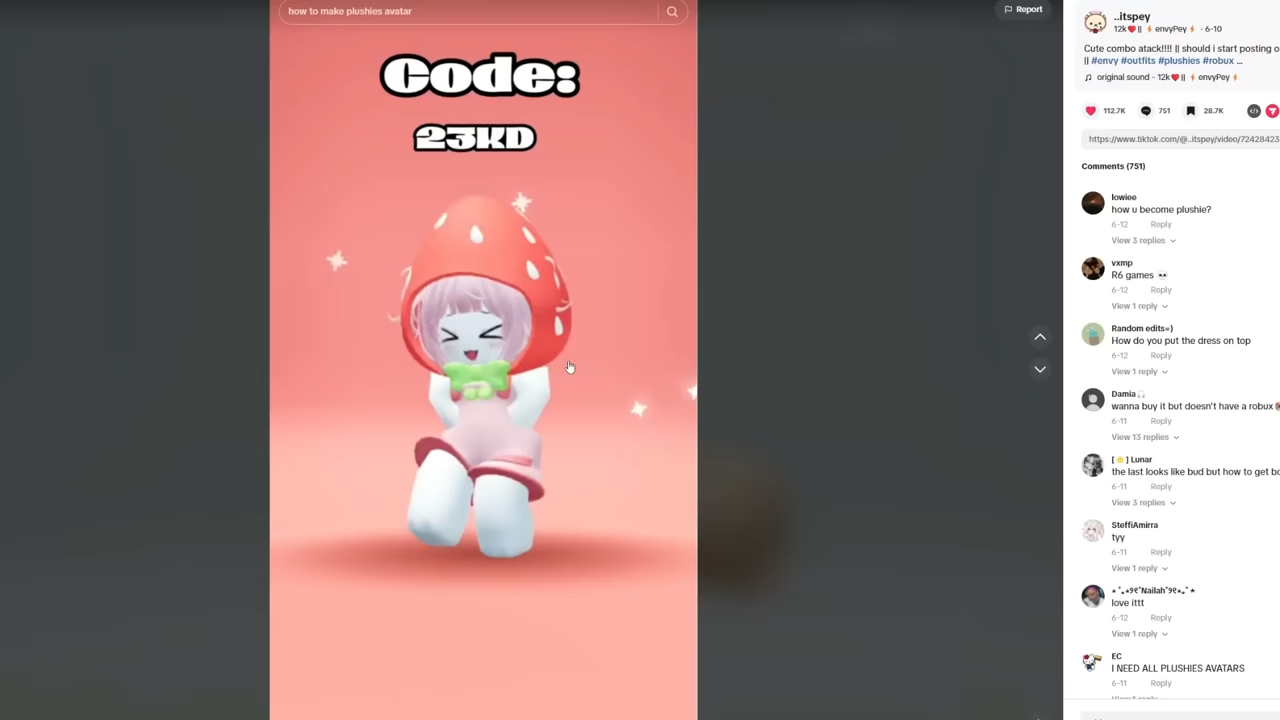 how to make plushies avatar
Report
Code:
23KD
..itspey
12k❤️|| ⚡ envyPey ⚡ · 6-10
Cute combo atack!!!! || should i start posting o
|| #envy #outfits #plushies #robux ...
♫ original sound - 12k❤️|| ⚡ envyPey ⚡
112.7K
751
28.7K
https://www.tiktok.com/@..itspey/video/72428423
Comments (751)
lowiee
how u become plushie?
6-12 Reply
View 3 replies
vxmp
R6 games 💀
6-12 Reply
View 1 reply
Random edits=)
How do you put the dress on top
6-12 Reply
View 1 reply
Damia🎧
wanna buy it but doesn't have a robux
6-11 Reply
View 13 replies
[ 🌟 ] Lunar
the last looks like bud but how to get bo
6-11 Reply
View 3 replies
SteffiAmirra
tyy
6-11 Reply
View 1 reply
Nailah
love ittt
6-12 Reply
View 1 reply
EC
I NEED ALL PLUSHIES AVATARS
6-11 Reply